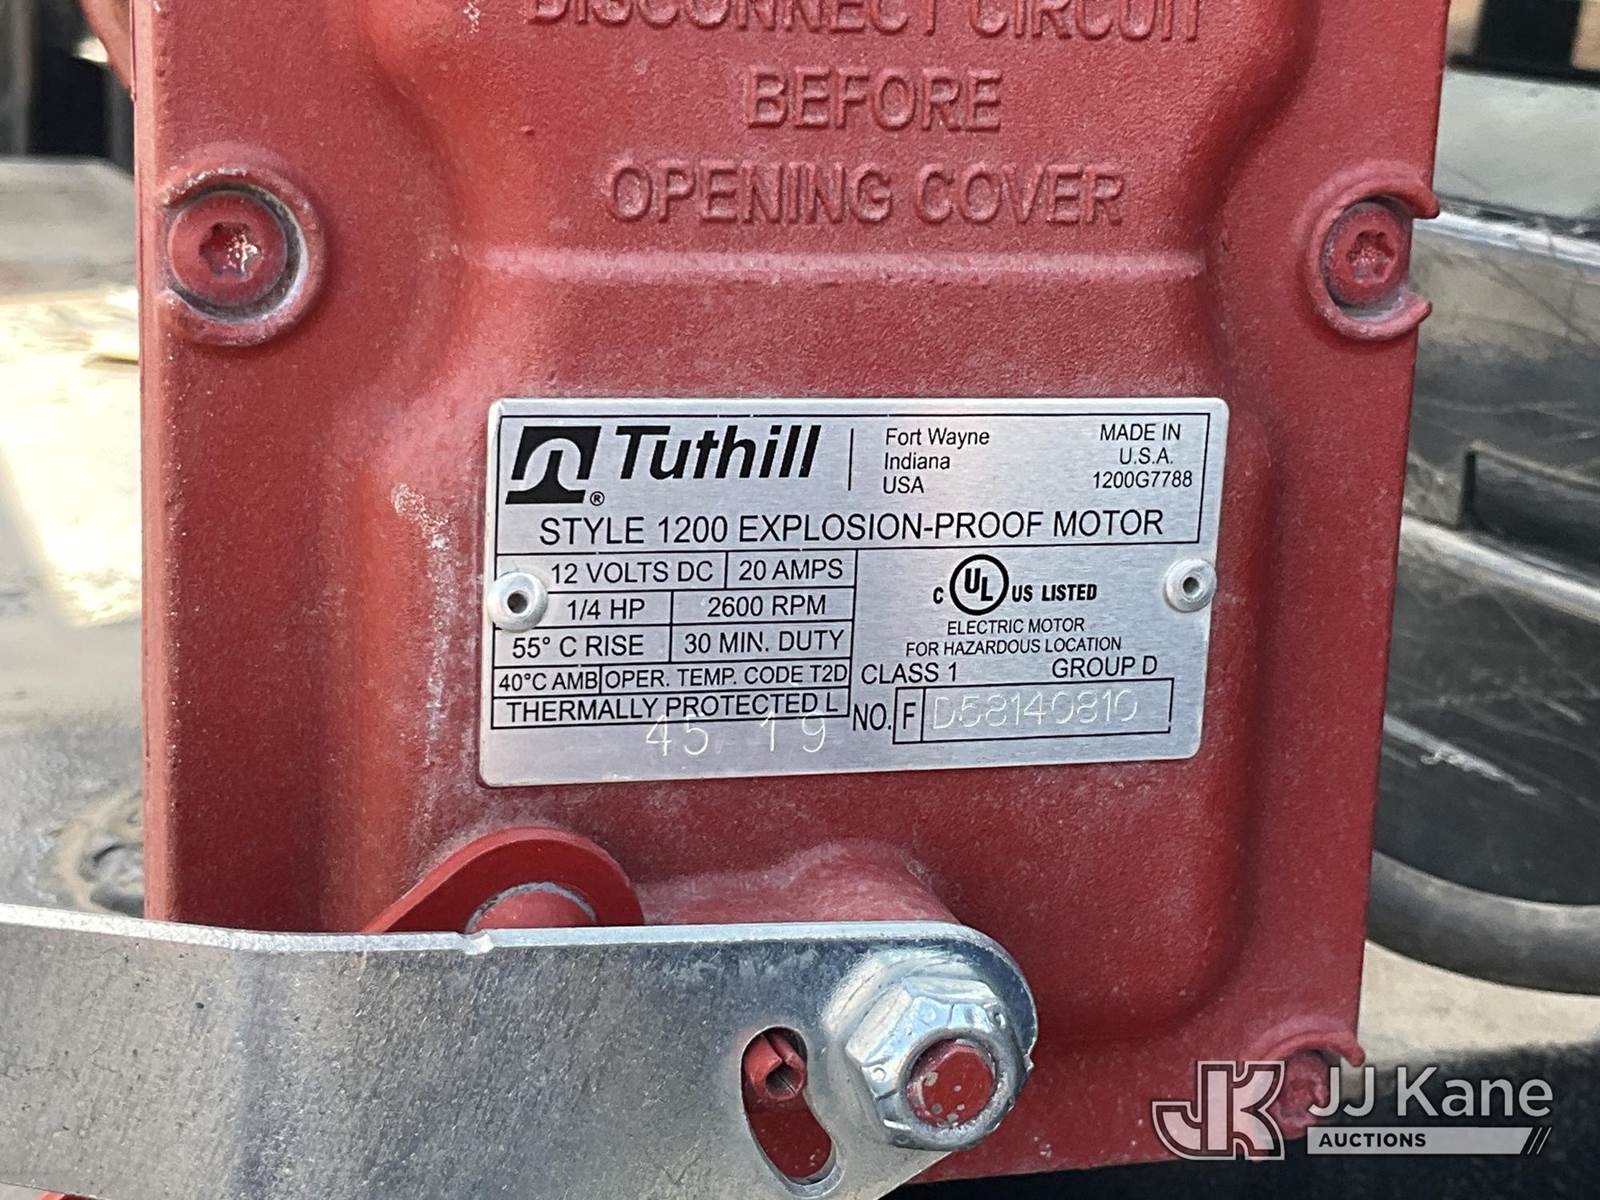 DISCONNECT CIRCUIT
BEFORE
OPENING COVER
Tuthill
®
Fort Wayne
Indiana
USA
MADE IN
U.S.A.
1200G7788
STYLE 1200 EXPLOSION-PROOF MOTOR
12 VOLTS DC 20 AMPS
1/4 HP 2600 RPM
55° C RISE 30 MIN. DUTY
40°C AMB OPER. TEMP. CODE T2D
THERMALLY PROTECTED L
45 19
C UL US LISTED
ELECTRIC MOTOR
FOR HAZARDOUS LOCATION
CLASS 1 GROUP D
NO. F D58140810
JK JJ Kane
AUCTIONS